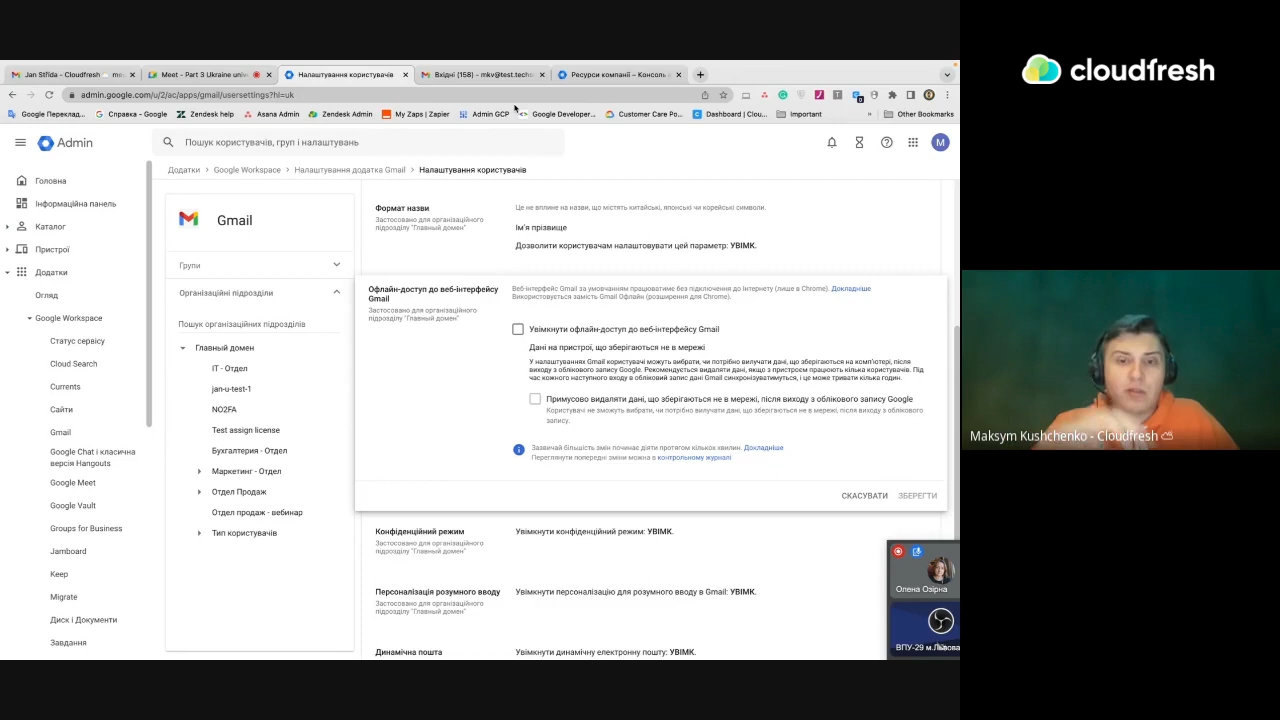 Jan Střída - Cloudfresh
Meet - Part 3 Ukraine univ
Налаштування користувачів
Вхідні (158) - mkv@test.techs
Ресурси компанії – Консоль
admin.google.com/u/2/ac/apps/gmail/usersettings?hl=uk
Google Переклад...
Справка - Google
Zendesk help
Asana Admin
Zendesk Admin
My Zaps | Zapier
Admin GCP
Google Developer...
Customer Care Po...
Dashboard | Clou...
Important
Other Bookmarks
Admin
Пошук користувачів, груп і налаштувань
M
Додатки > Google Workspace > Налаштування додатка Gmail > Налаштування користувачів
Головна
Інформаційна панель
Каталог
Пристрої
Додатки
Огляд
Google Workspace
Статус сервісу
Cloud Search
Currents
Сайти
Gmail
Google Chat і класична
версія Hangouts
Google Meet
Google Vault
Groups for Business
Jamboard
Keep
Migrate
Диск і Документи
Завдання
Gmail
Групи
Організаційні підрозділи
Пошук організаційних підрозділів
Главный домен
IT - Отдел
jan-u-test-1
NO2FA
Test assign license
Бухгалтерия - Отдел
Маркетинг - Отдел
Отдел Продаж
Отдел продаж - вебинар
Тип користувачів
Формат назви
Застосовано для організаційного
підрозділу "Главный домен"
Це не вплине на назви, що містять китайські, японські чи корейські символи.
Ім'я прізвище
Дозволити користувачам налаштовувати цей параметр: УВІМК.
Офлайн-доступ до веб-інтерфейсу
Gmail
Застосовано для організаційного
підрозділу "Главный домен"
Веб-інтерфейс Gmail за умовчанням працюватиме без підключення до Інтернету (лише в Chrome). Докладніше
Використовується замість Gmail Офлайн (розширення для Chrome).
Увімкнути офлайн-доступ до веб-інтерфейсу Gmail
Дані на пристрої, що зберігаються не в мережі
У налаштуваннях Gmail користувачі можуть вибрати, чи потрібно вилучати дані, що зберігаються на комп'ютері, після
виходу з облікового запису Google. Рекомендується видаляти дані, якщо з пристроєм працюють кілька користувачів. Під
час кожного наступного входу в обліковий запис дані Gmail синхронізуватимуться, і це може тривати кілька годин.
Примусово видаляти дані, що зберігаються не в мережі, після виходу з облікового запису Google
Користувачі не зможуть вибрати, чи потрібно вилучати дані, що зберігаються не в мережі, після виходу з облікового
запису.
Зазвичай більшість змін починає діяти протягом кількох хвилин. Докладніше
Переглянути попередні зміни можна в контрольному журналі
СКАСУВАТИ
ЗБЕРЕГТИ
Конфіденційний режим
Застосовано для організаційного
підрозділу "Главный домен"
Увімкнути конфіденційний режим: УВІМК.
Персоналізація розумного вводу
Застосовано для організаційного
підрозділу "Главный домен"
Увімкнути персоналізацію для розумного вводу в Gmail: УВІМК.
Динамічна пошта
Увімкнути динамічну електронну пошту: УВІМК.
Олена Озірна
ВПУ-29 м.Львова
cloudfresh
Maksym Kushchenko - Cloudfresh